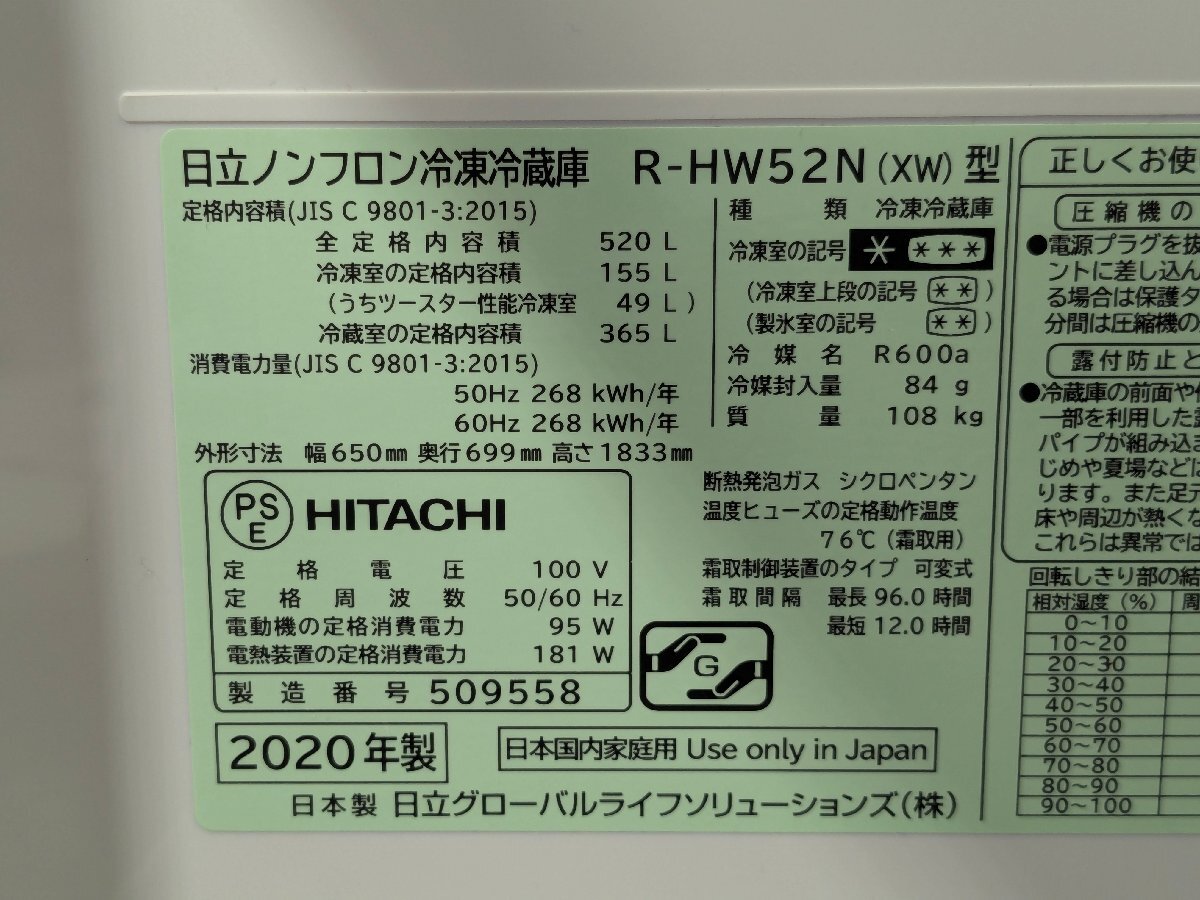 日立ノンフロン冷凍冷蔵庫 R-HW52N(XW)型
定格内容積(JIS C 9801-3:2015)
全定格内容積 520 L
冷凍室の定格内容積 155 L
(うちツースター性能冷凍室 49 L)
冷蔵室の定格内容積 365 L
消費電力量(JIS C 9801-3:2015)
50Hz 268 kWh/年
60Hz 268 kWh/年
外形寸法 幅650mm 奥行699mm 高さ1833mm
種類 冷凍冷蔵庫
冷凍室の記号 * ***
(冷凍室上段の記号 **)
(製氷室の記号 **)
冷媒名 R600a
冷媒封入量 84 g
質量 108 kg
PSE HITACHI
定格電圧 100 V
定格周波数 50/60 Hz
電動機の定格消費電力 95 W
電熱装置の定格消費電力 181 W
製造番号 509558
断熱発泡ガス シクロペンタン
温度ヒューズの定格動作温度
76℃(霜取用)
霜取制御装置のタイプ 可変式
霜取間隔 最長96.0時間
最短12.0時間
G
2020年製
日本国内家庭用 Use only in Japan
日本製 日立グローバルライフソリューションズ(株)
正しくお使
圧縮機の
●電源プラグを抜
ントに差し込ん
る場合は保護タ
分間は圧縮機の
露付防止と
●冷蔵庫の前面や
一部を利用した
パイプが組み込ま
じめや夏場などは
ります。また足元
床や周辺が熱くな
これらは異常では
回転しきり部の結
相対湿度(%) 周
0~10
10~20
20~30
30~40
40~50
50~60
60~70
70~80
80~90
90~100